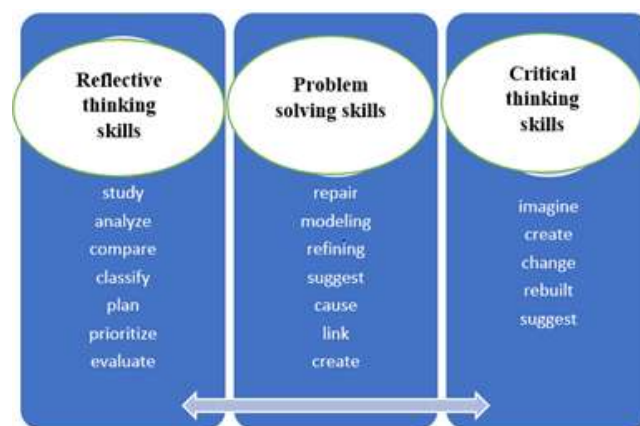 Reflective
thinking
skills
study
analyze
compare
classify
plan
prioritize
evaluate
Problem
solving skills
repair
modeling
refining
suggest
cause
link
create
Critical
thinking
skills
imagine
create
change
rebuilt
suggest